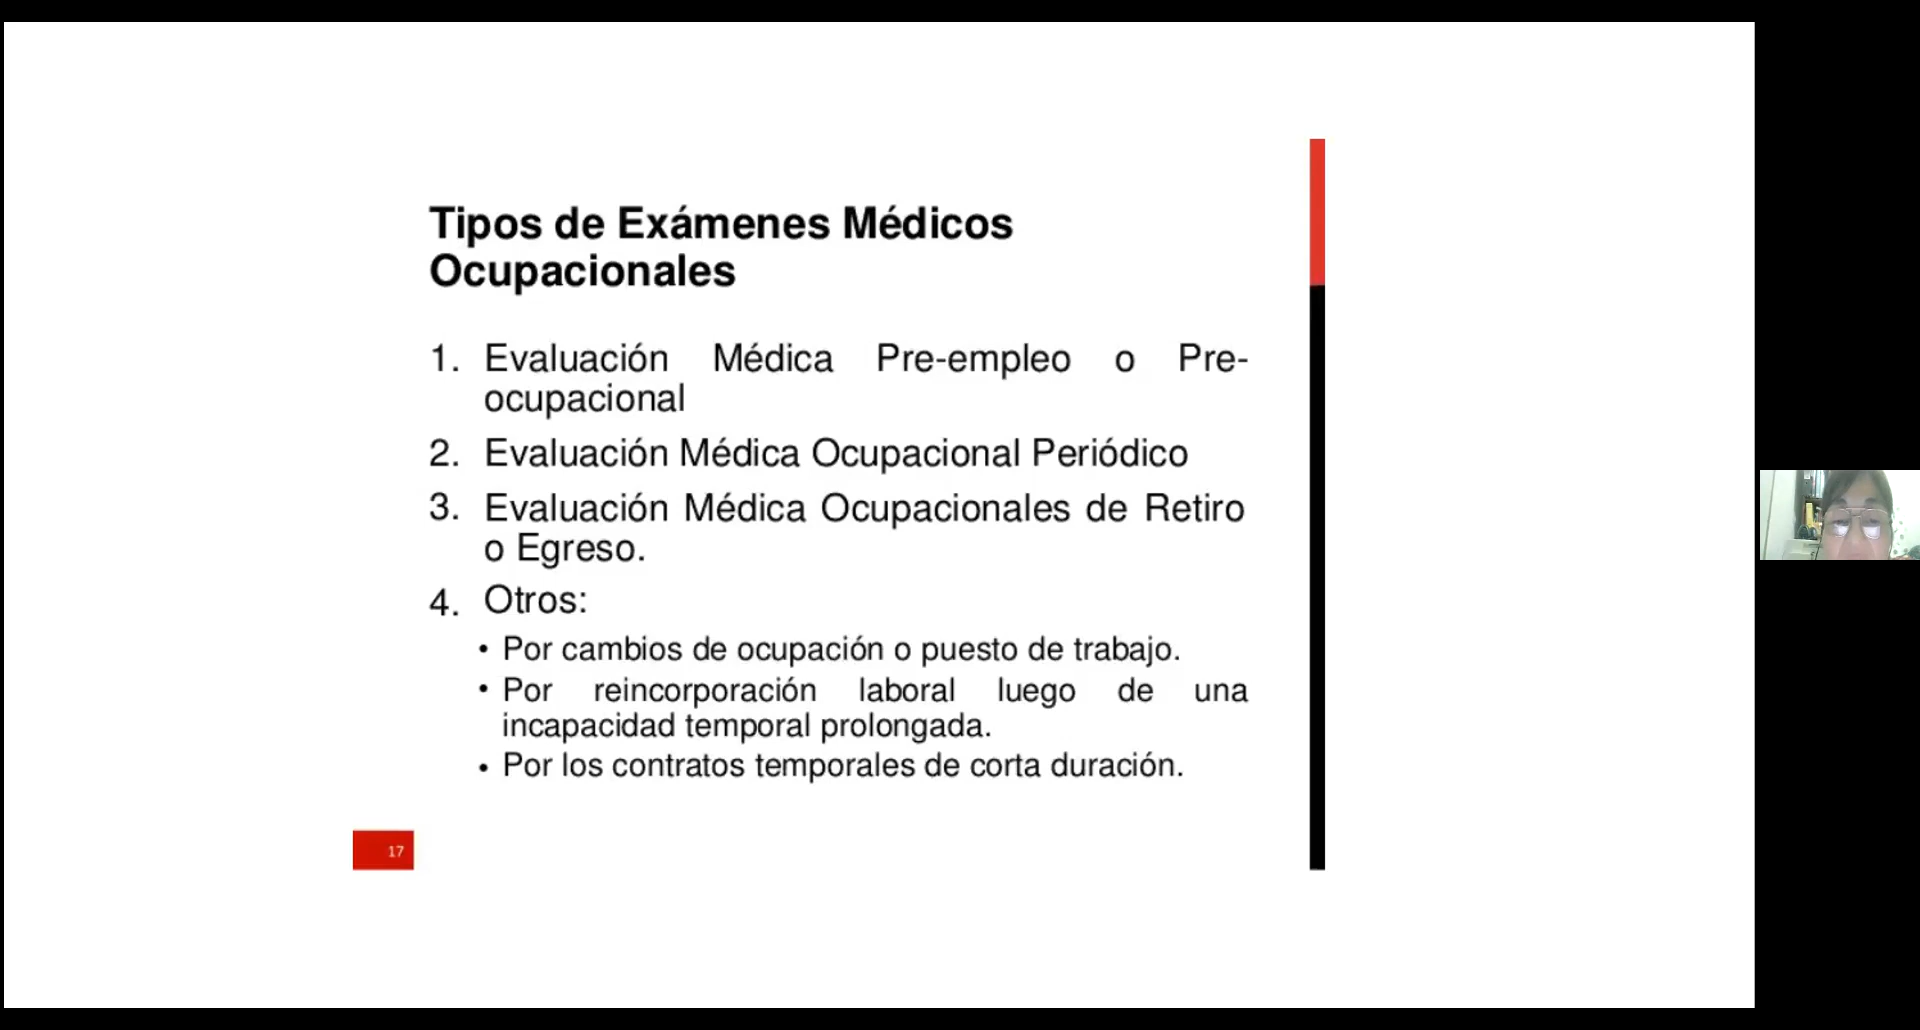 Tipos de Exámenes Médicos
Ocupacionales
1. Evaluación Médica Pre-empleo o Pre-
ocupacional
2. Evaluación Médica Ocupacional Periódico
3. Evaluación Médica Ocupacionales de Retiro
o Egreso.
4. Otros:
• Por cambios de ocupación o puesto de trabajo.
• Por reincorporación laboral luego de una
incapacidad temporal prolongada.
• Por los contratos temporales de corta duración.
17